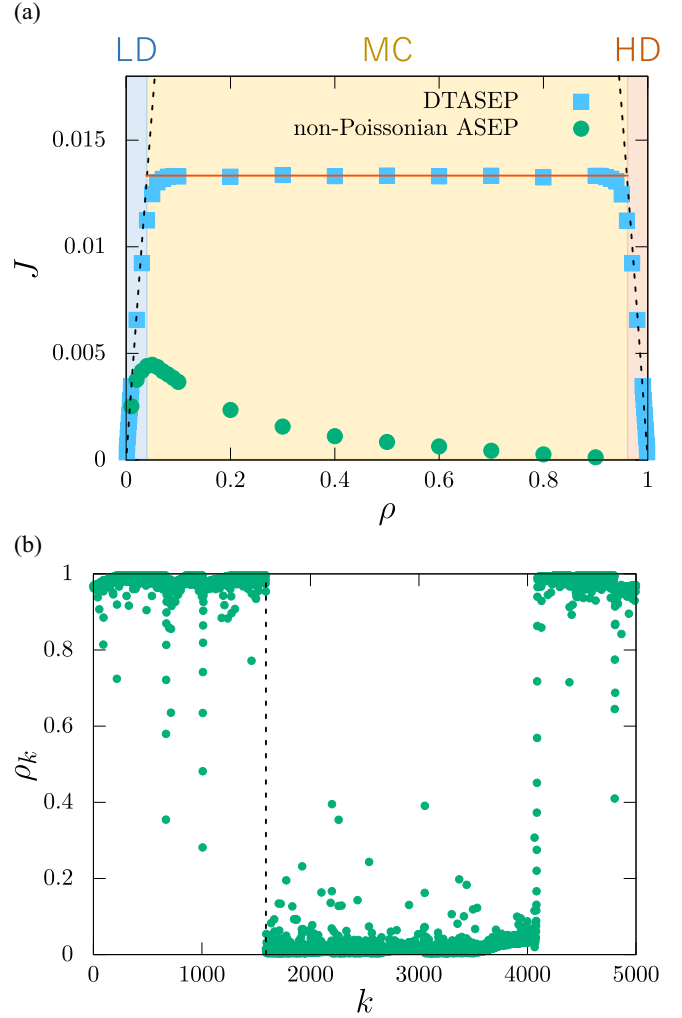 (a)
LD MC HD
DTASEP
non-Poissonian ASEP
0.015
0.01
0.005
0
J
0 0.2 0.4 0.6 0.8 1
ρ
(b)
1
0.8
0.6
0.4
0.2
0
ρk
0 1000 2000 3000 4000 5000
k